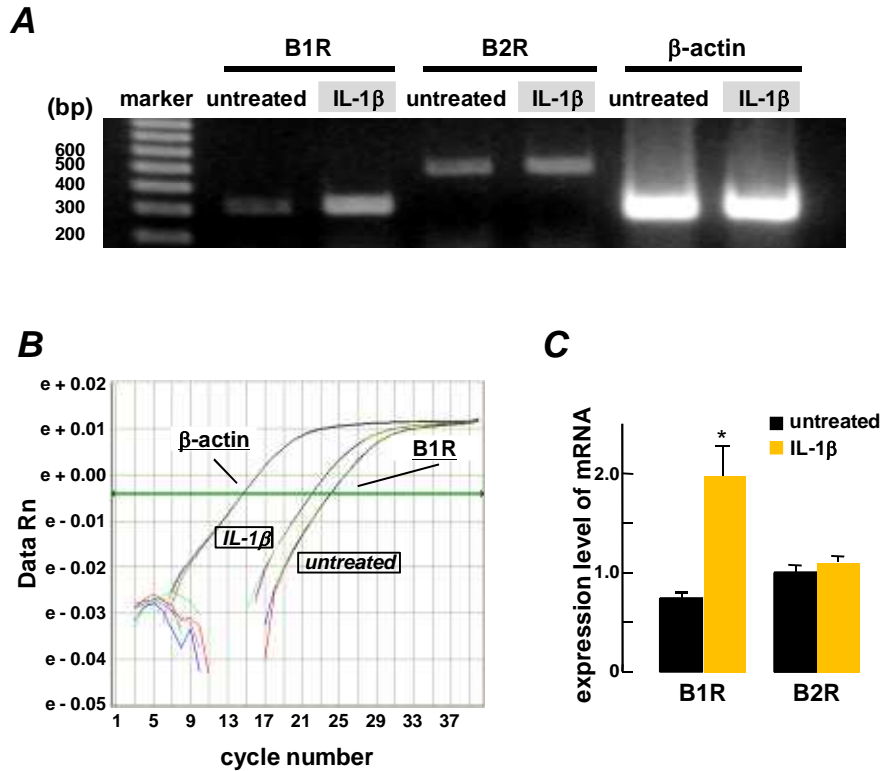 A
B1R B2R β-actin
(bp) marker untreated IL-1β untreated IL-1β untreated IL-1β
600
500
400
300
200
B
e + 0.02
e + 0.01
e + 0.00
e - 0.01
e - 0.02
e - 0.03
e - 0.04
e - 0.05
Data Rn
β-actin
B1R
IL-1β
untreated
1 5 9 13 17 21 25 29 33 37
cycle number
C
expression level of mRNA
untreated
IL-1β
*
2.0
1.0
0
B1R B2R